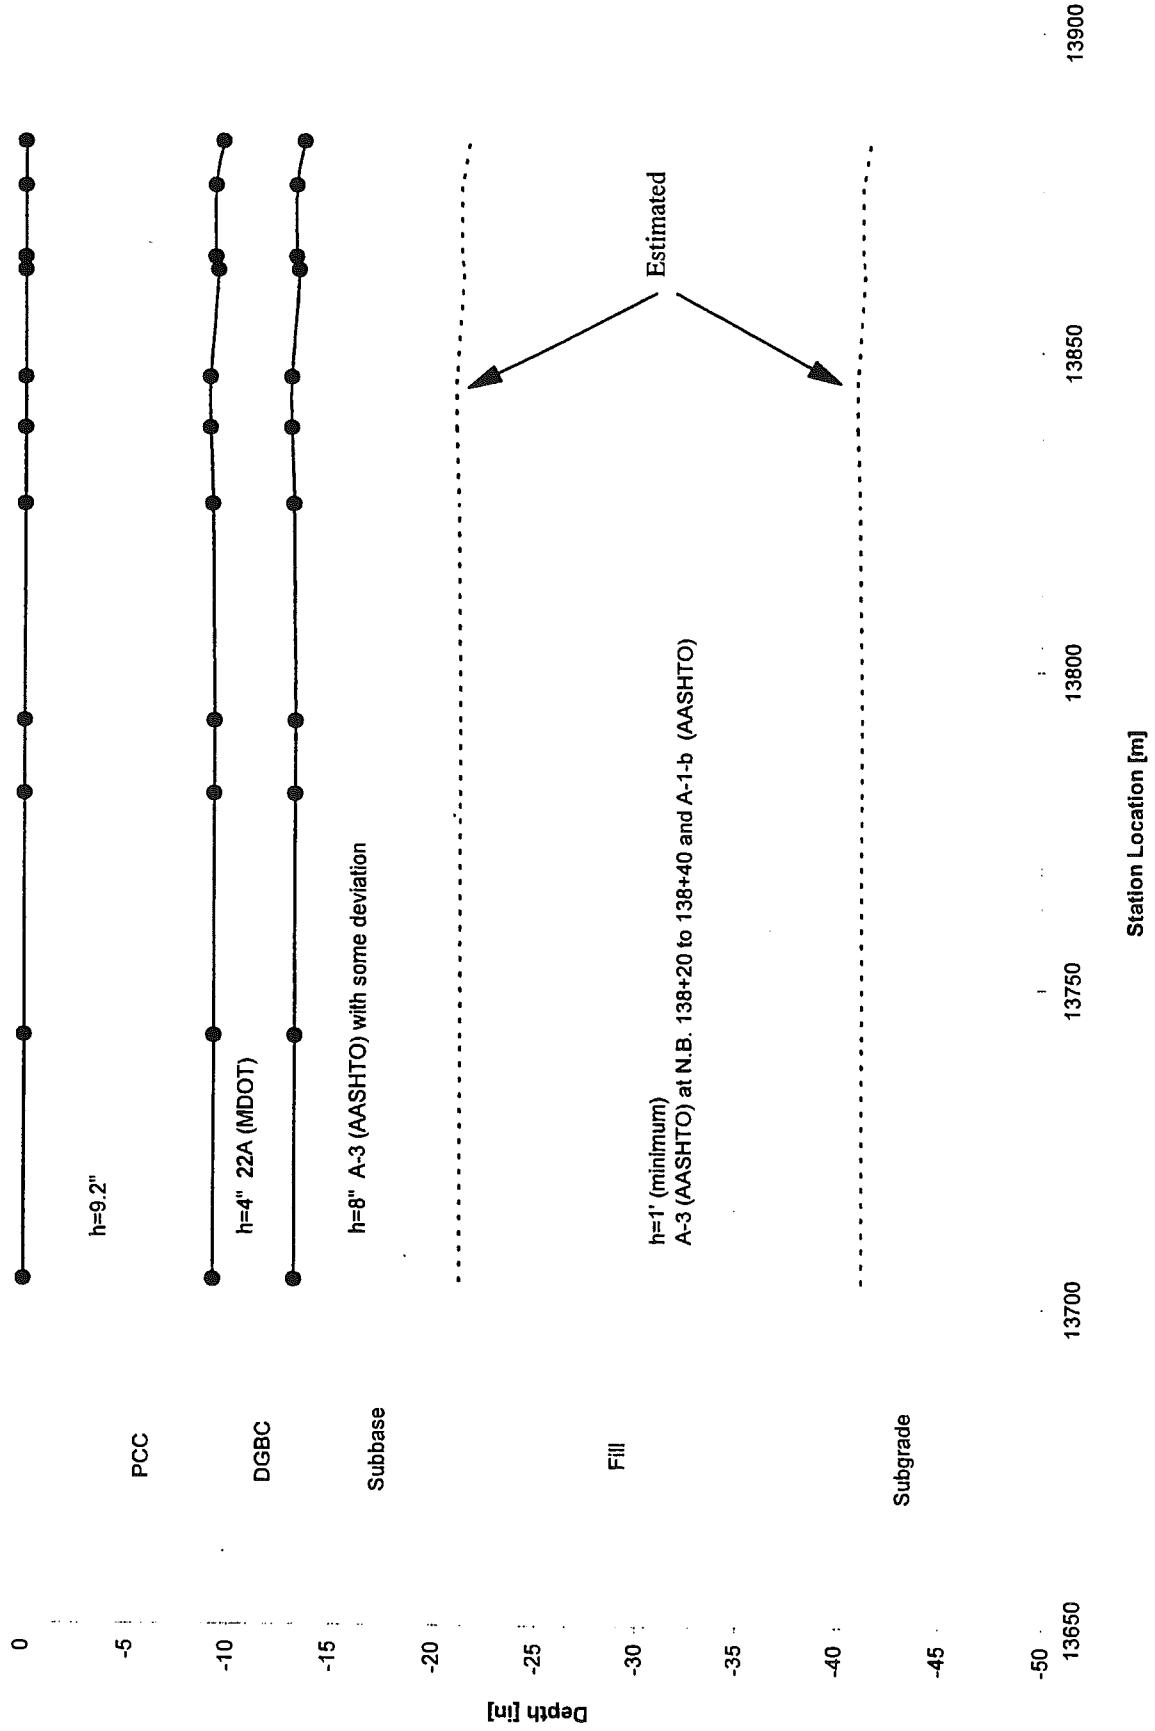 0
-5
-10
-15
-20
-25
-30
-35
-40
-45
-50
Depth [in]
PCC
DGBC
Subbase
Fill
Subgrade
h=9.2"
h=4" 22A (MDOT)
h=8" A-3 (AASHTO) with some deviation
h=1' (minimum)
A-3 (AASHTO) at N.B. 138+20 to 138+40 and A-1-b (AASHTO)
Estimated
13650
13700
13750
13800
13850
13900
Station Location [m]